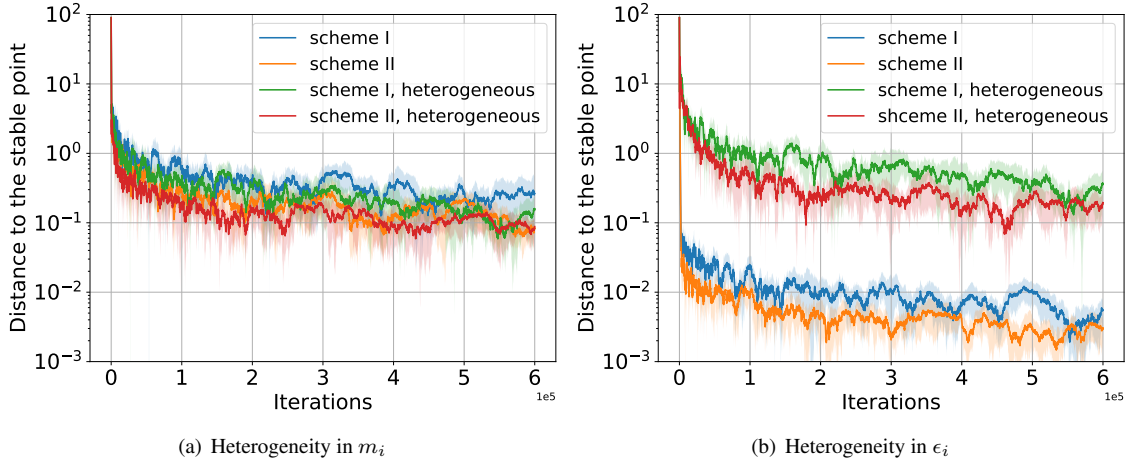 10^2
10^1
10^0
10^{-1}
10^{-2}
10^{-3}
Distance to the stable point
scheme I
scheme II
scheme I, heterogeneous
scheme II, heterogeneous
0 1 2 3 4 5 6
1e5
Iterations
(a) Heterogeneity in m_i
10^2
10^1
10^0
10^{-1}
10^{-2}
10^{-3}
Distance to the stable point
scheme I
scheme II
scheme I, heterogeneous
shceme II, heterogeneous
0 1 2 3 4 5 6
1e5
Iterations
(b) Heterogeneity in ϵ_i